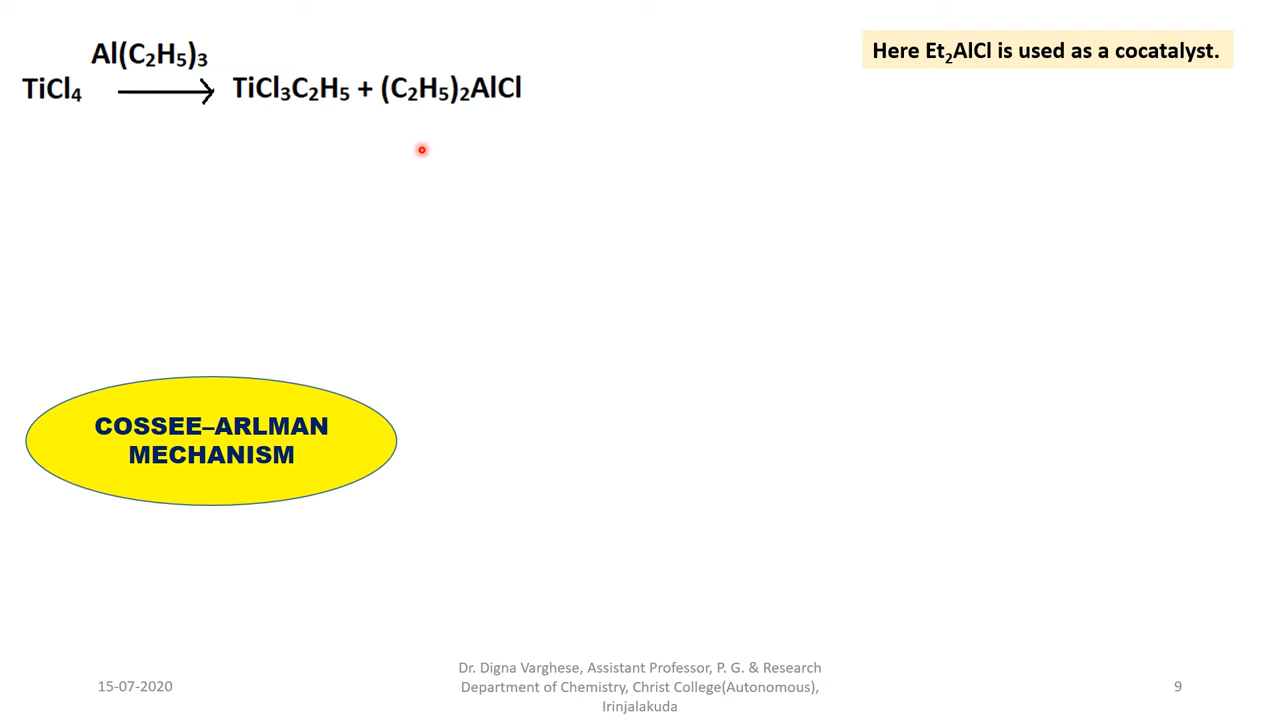 Al(C₂H₅)₃
TiCl₄ ⟶ TiCl₃C₂H₅ + (C₂H₅)₂AlCl
Here Et₂AlCl is used as a cocatalyst.
COSSEE–ARLMAN
MECHANISM
15-07-2020
Dr. Digna Varghese, Assistant Professor, P. G. & Research
Department of Chemistry, Christ College(Autonomous),
Irinjalakuda
9